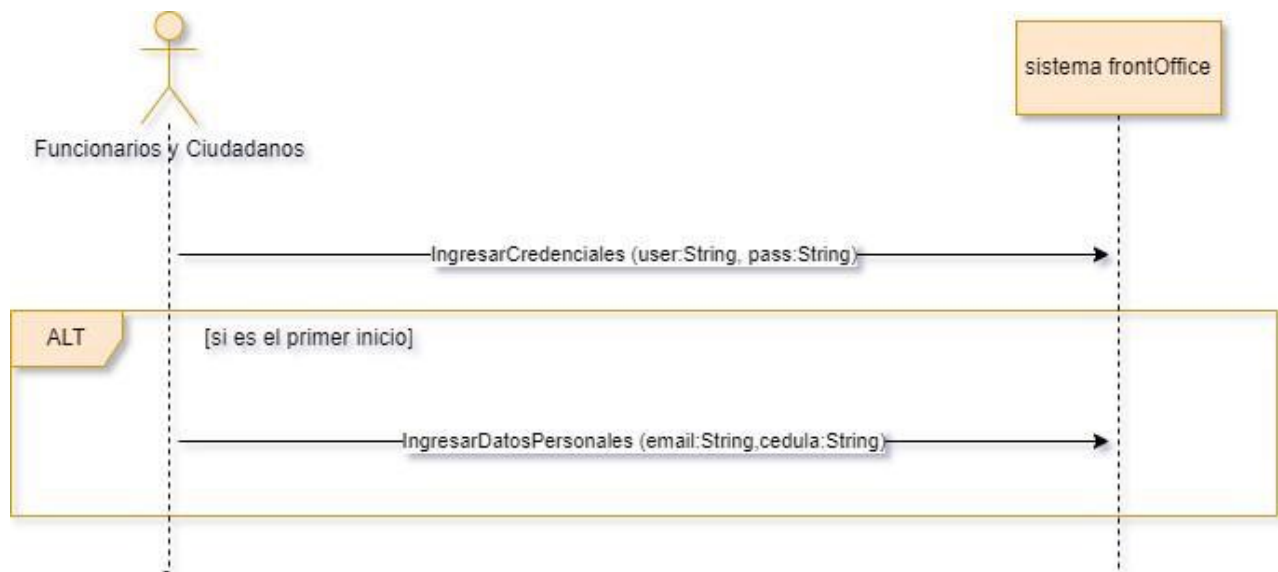 sistema frontOffice
Funcionarios y Ciudadanos
IngresarCredenciales (user:String, pass:String)
ALT
[si es el primer inicio]
IngresarDatosPersonales (email:String,cedula:String)